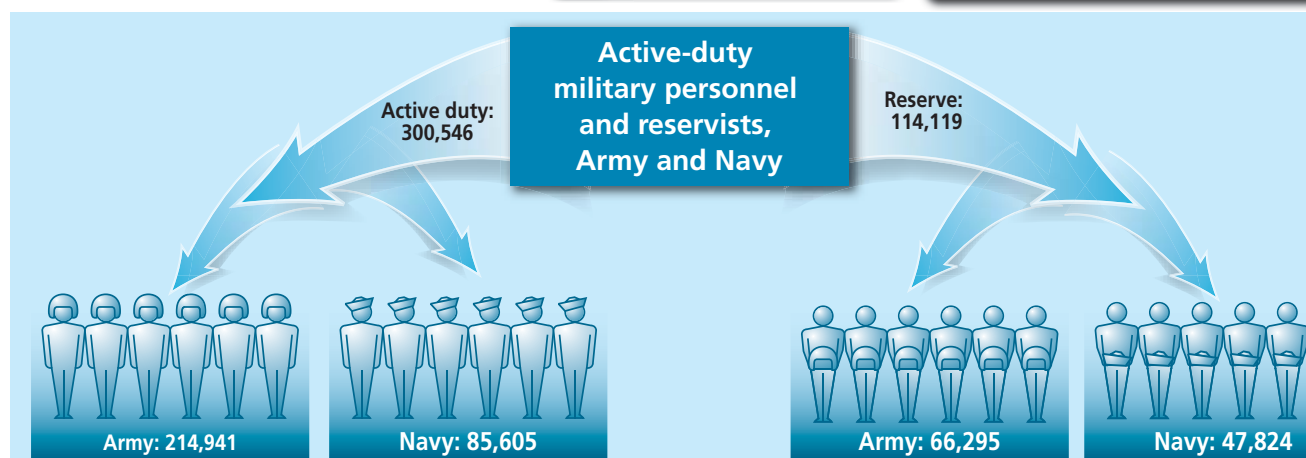 Active-duty
military personnel
and reservists,
Army and Navy
Active duty:
300,546
Reserve:
114,119
Army: 214,941
Navy: 85,605
Army: 66,295
Navy: 47,824